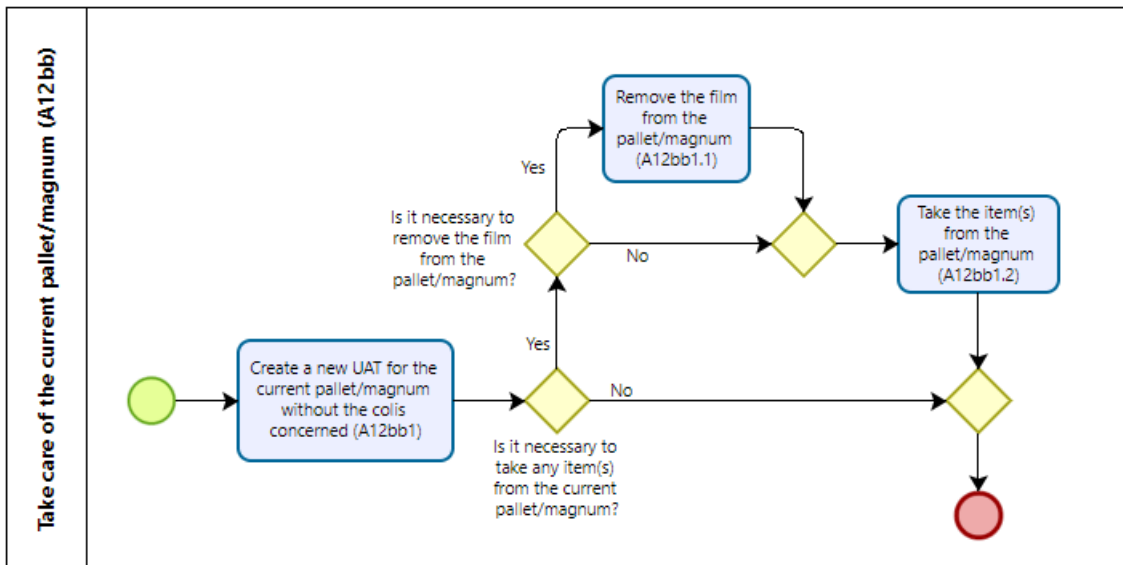 Take care of the current pallet/magnum (A12bb)
Remove the film
from the
pallet/magnum
(A12bb1.1)
Yes
Is it necessary to
remove the film
from the
pallet/magnum?
No
Take the item(s)
from the
pallet/magnum
(A12bb1.2)
Yes
Create a new UAT for the
current pallet/magnum
without the colis
concerned (A12bb1)
No
Is it necessary to
take any item(s)
from the current
pallet/magnum?